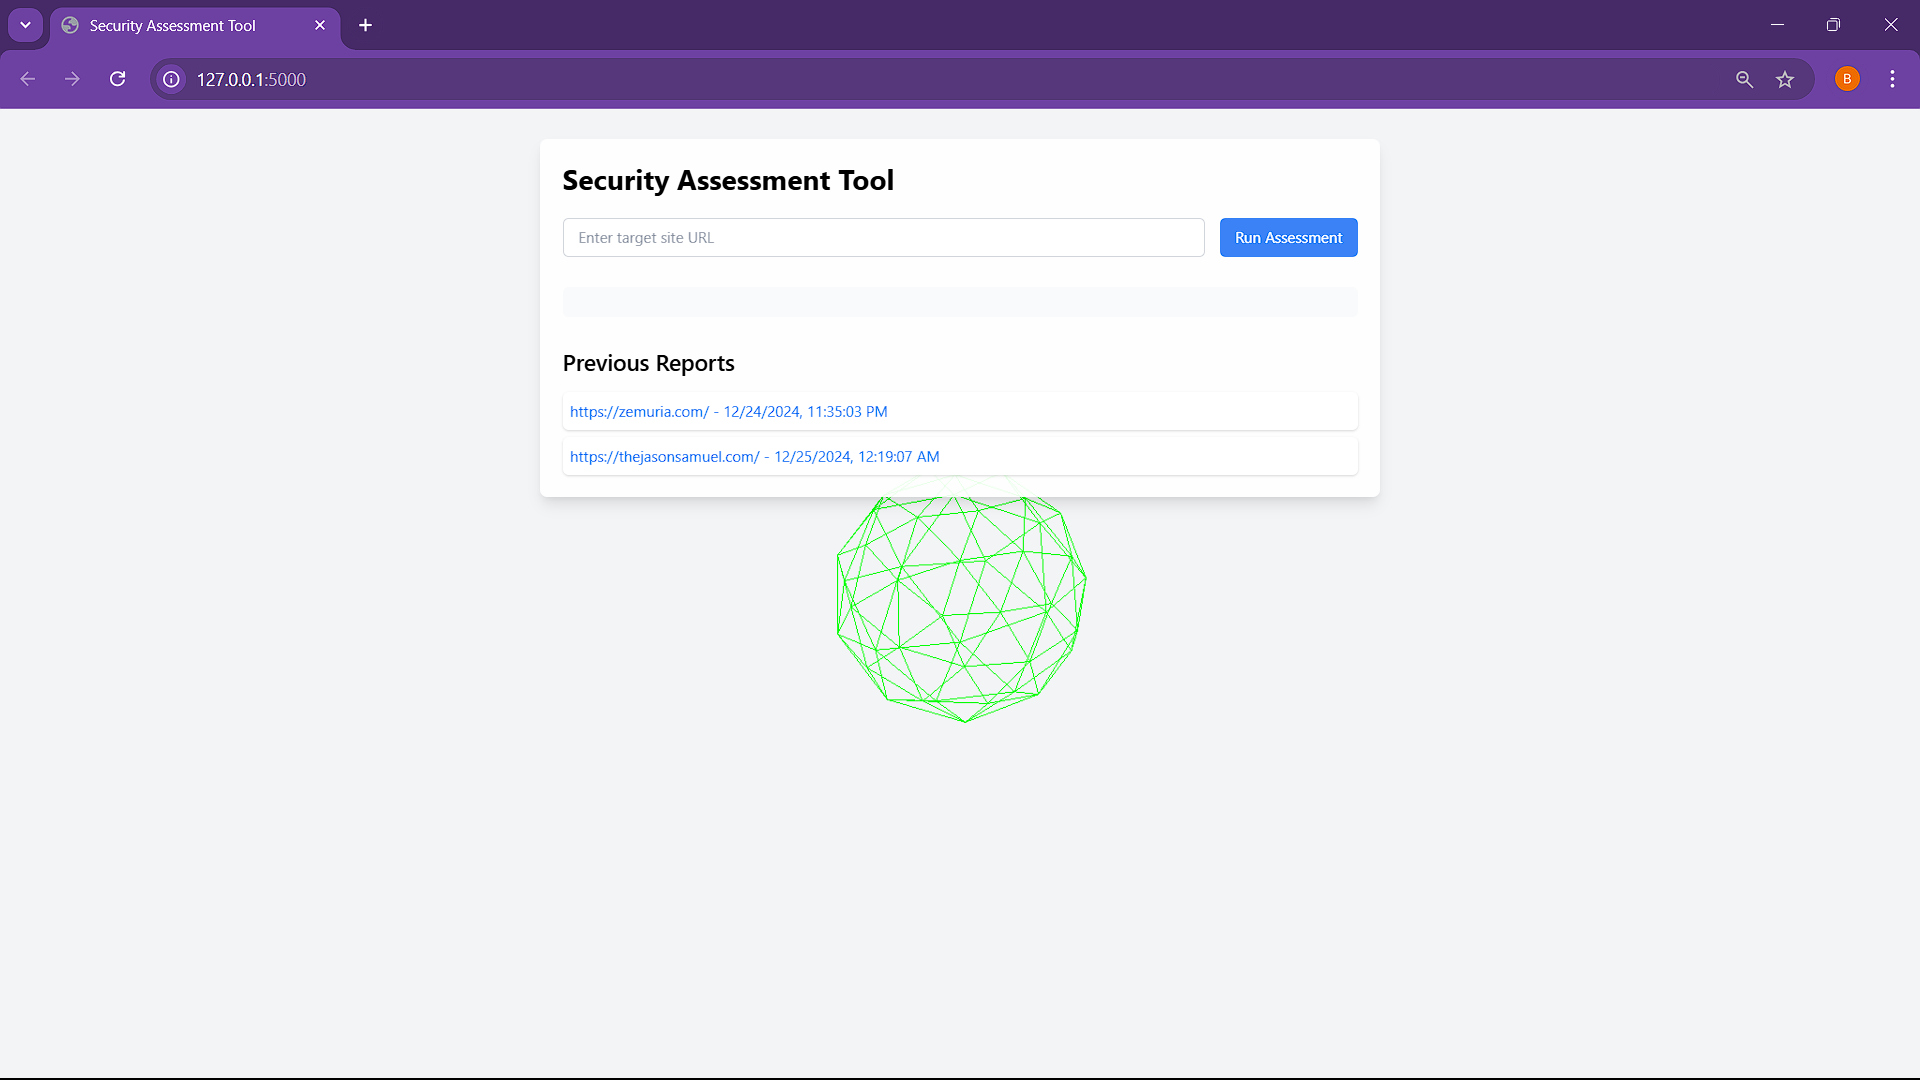 Security Assessment Tool
127.0.0.1:5000
B
Security Assessment Tool
Enter target site URL
Run Assessment
Previous Reports
https://zemuria.com/ - 12/24/2024, 11:35:03 PM
https://thejasonsamuel.com/ - 12/25/2024, 12:19:07 AM